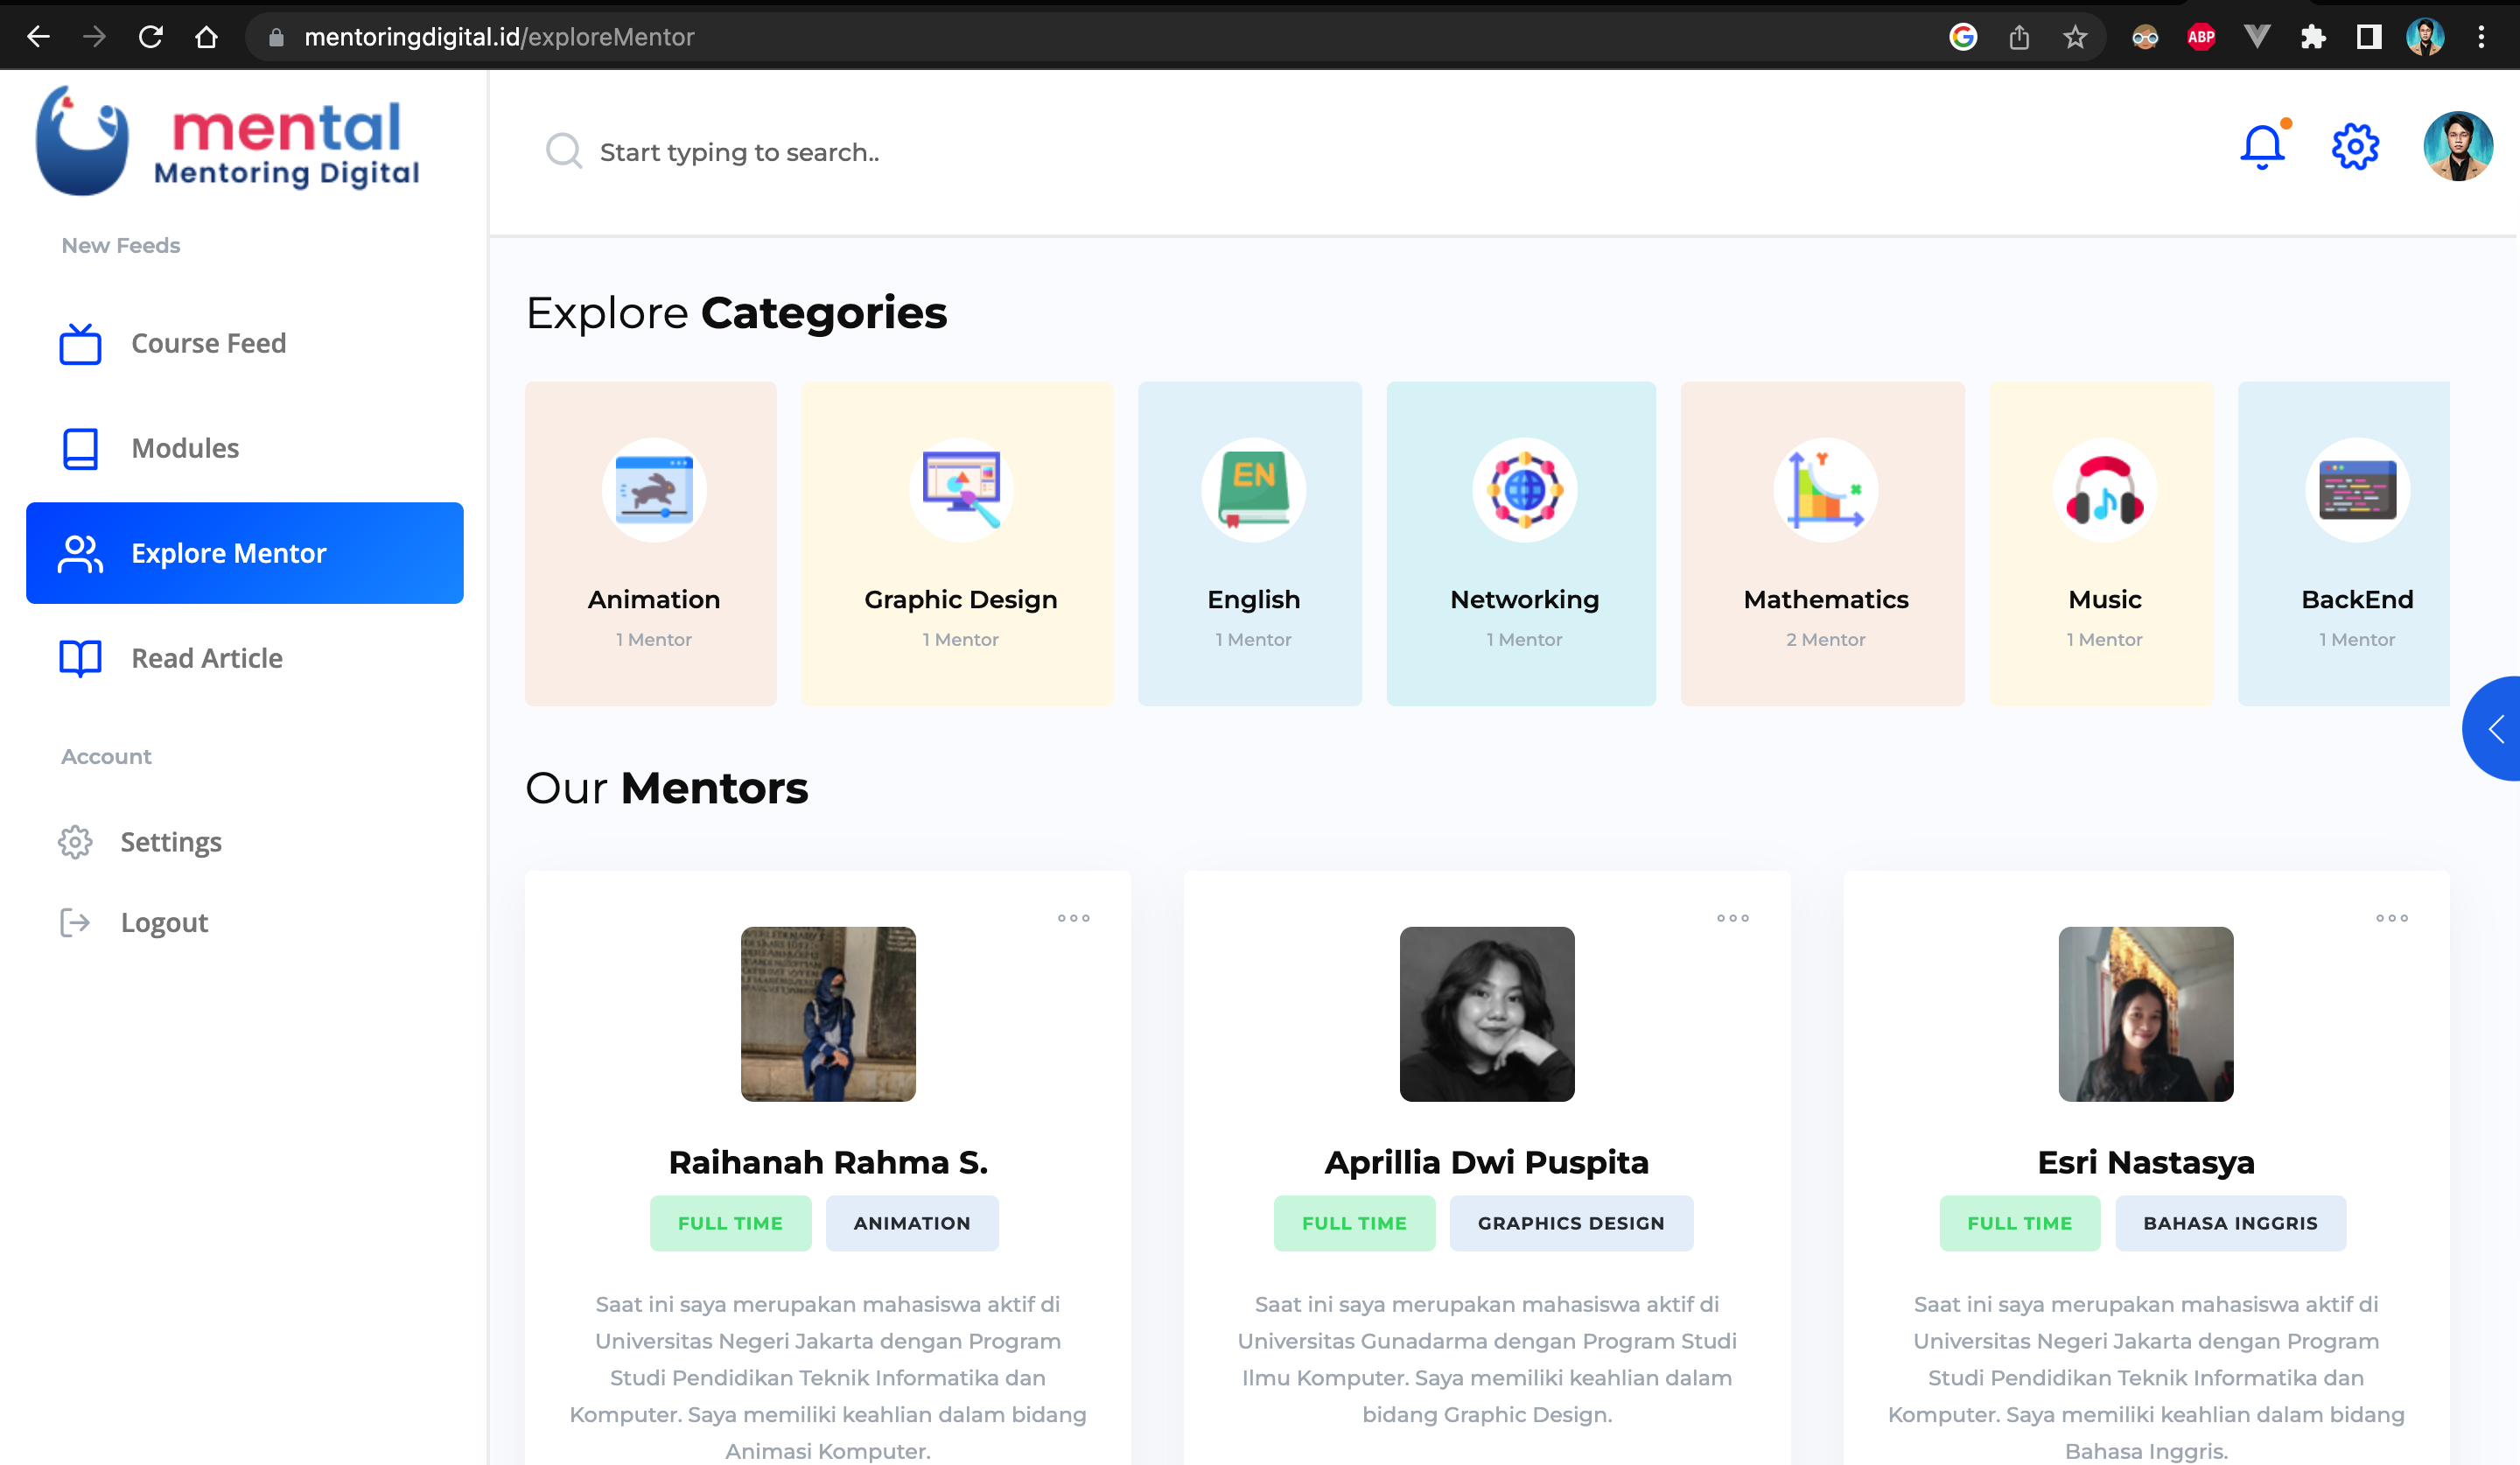 mentoringdigital.id/exploreMentor
ABP
mental
Mentoring Digital
Start typing to search..
New Feeds
Course Feed
Modules
Explore Mentor
Read Article
Account
Settings
Logout
Explore Categories
EN
Animation
1 Mentor
Graphic Design
1 Mentor
English
1 Mentor
Networking
1 Mentor
Mathematics
2 Mentor
Music
1 Mentor
BackEnd
1 Mentor
Our Mentors
Raihanah Rahma S.
FULL TIME
ANIMATION
Saat ini saya merupakan mahasiswa aktif di
Universitas Negeri Jakarta dengan Program
Studi Pendidikan Teknik Informatika dan
Komputer. Saya memiliki keahlian dalam bidang
Animasi Komputer.
Aprillia Dwi Puspita
FULL TIME
GRAPHICS DESIGN
Saat ini saya merupakan mahasiswa aktif di
Universitas Gunadarma dengan Program Studi
Ilmu Komputer. Saya memiliki keahlian dalam
bidang Graphic Design.
Esri Nastasya
FULL TIME
BAHASA INGGRIS
Saat ini saya merupakan mahasiswa aktif di
Universitas Negeri Jakarta dengan Program
Studi Pendidikan Teknik Informatika dan
Komputer. Saya memiliki keahlian dalam bidang
Bahasa Inggris.